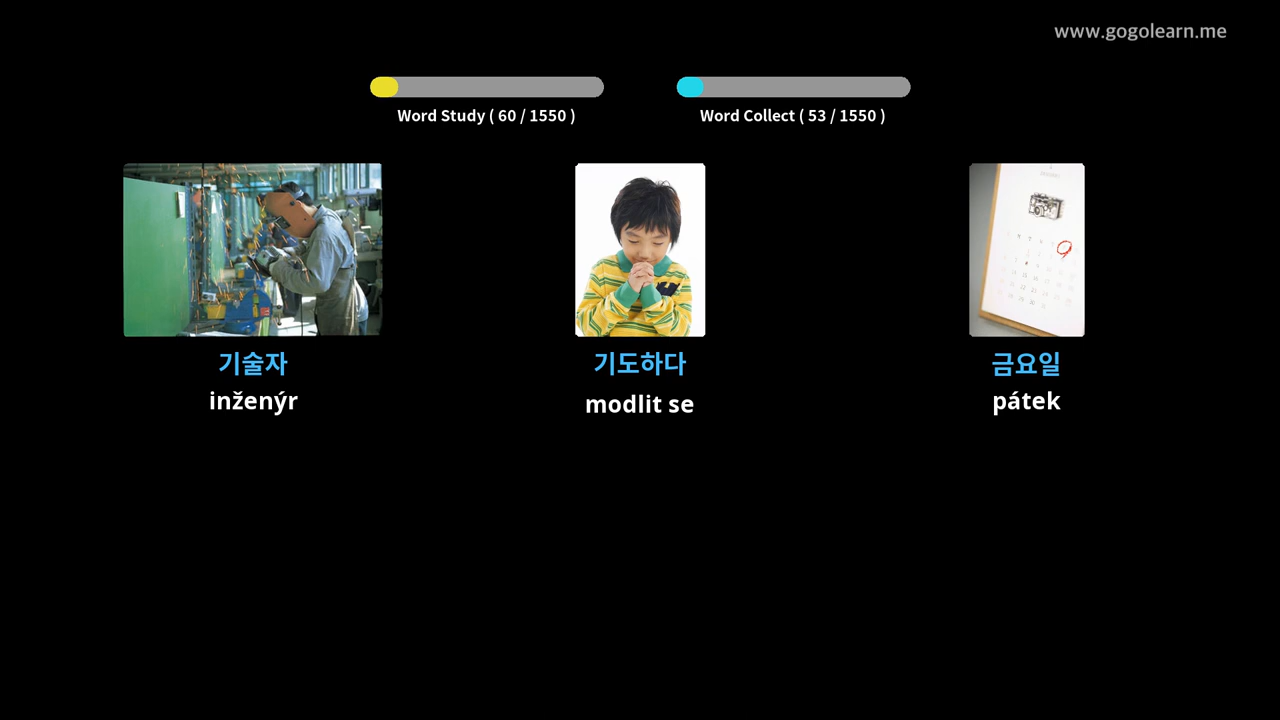 www.gogolearn.me
Word Study ( 60 / 1550 )
Word Collect ( 53 / 1550 )
기술자
inženýr
기도하다
modlit se
금요일
pátek